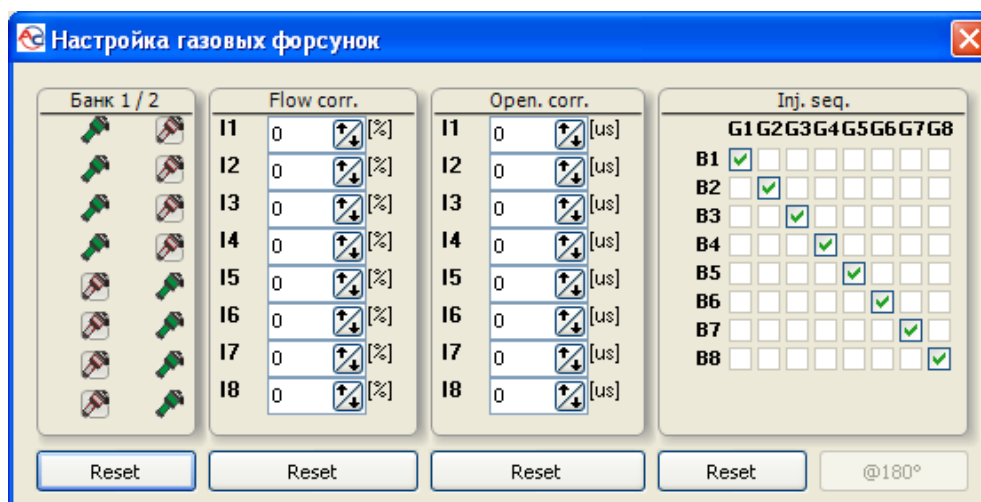 Настройка газовых форсунок
Банк 1 / 2 Flow corr. Open. corr. Inj. seq.
G1 G2 G3 G4 G5 G6 G7 G8
I1 0 [%] I1 0 [us] B1
I2 0 [%] I2 0 [us] B2
I3 0 [%] I3 0 [us] B3
I4 0 [%] I4 0 [us] B4
I5 0 [%] I5 0 [us] B5
I6 0 [%] I6 0 [us] B6
I7 0 [%] I7 0 [us] B7
I8 0 [%] I8 0 [us] B8
Reset Reset Reset Reset @180°